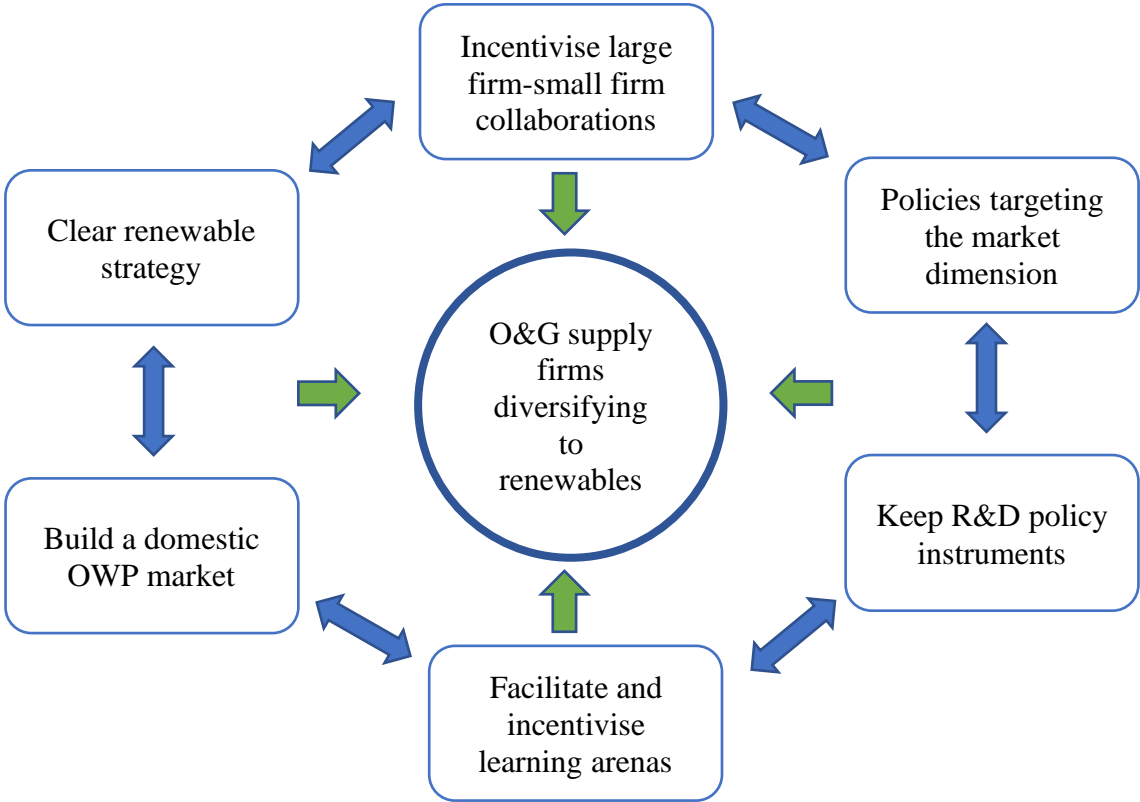 Incentivise large
firm-small firm
collaborations
Clear renewable
strategy
Policies targeting
the market
dimension
O&G supply
firms
diversifying
to
renewables
Build a domestic
OWP market
Keep R&D policy
instruments
Facilitate and
incentivise
learning arenas